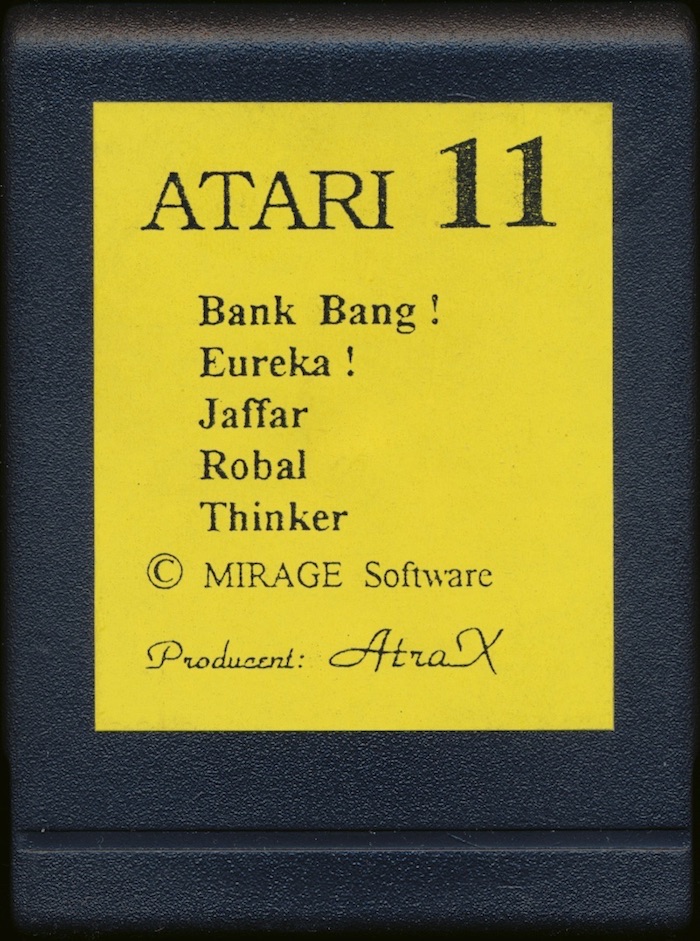 ATARI 11
Bank Bang !
Eureka !
Jaffar
Robal
Thinker
© MIRAGE Software
Producent: AtraX